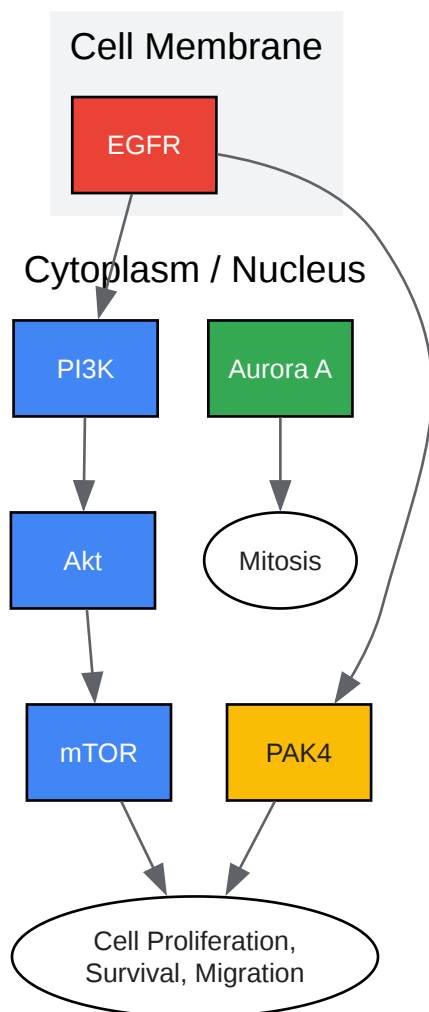 Cell Membrane
EGFR
Cytoplasm / Nucleus
PI3K
Aurora A
Akt
Mitosis
mTOR
PAK4
Cell Proliferation,
Survival, Migration